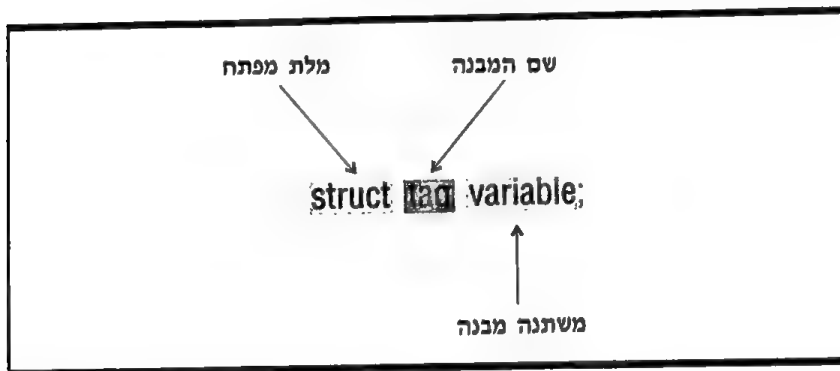 מלת מפתח שם המבנה
struct tag variable;
משתנה מבנה